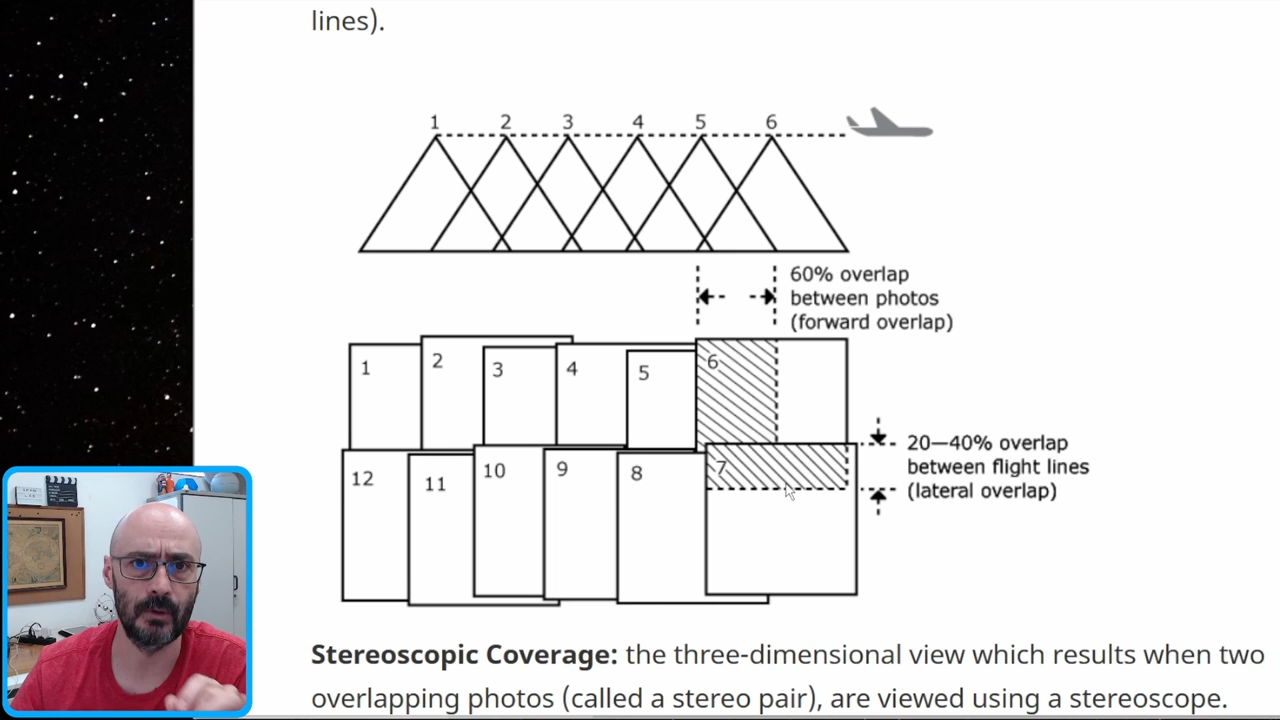 lines).
1 2 3 4 5 6
60% overlap
between photos
(forward overlap)
1 2 3 4 5 6
20—40% overlap
between flight lines
(lateral overlap)
12 11 10 9 8 7
Stereoscopic Coverage: the three-dimensional view which results when two
overlapping photos (called a stereo pair), are viewed using a stereoscope.